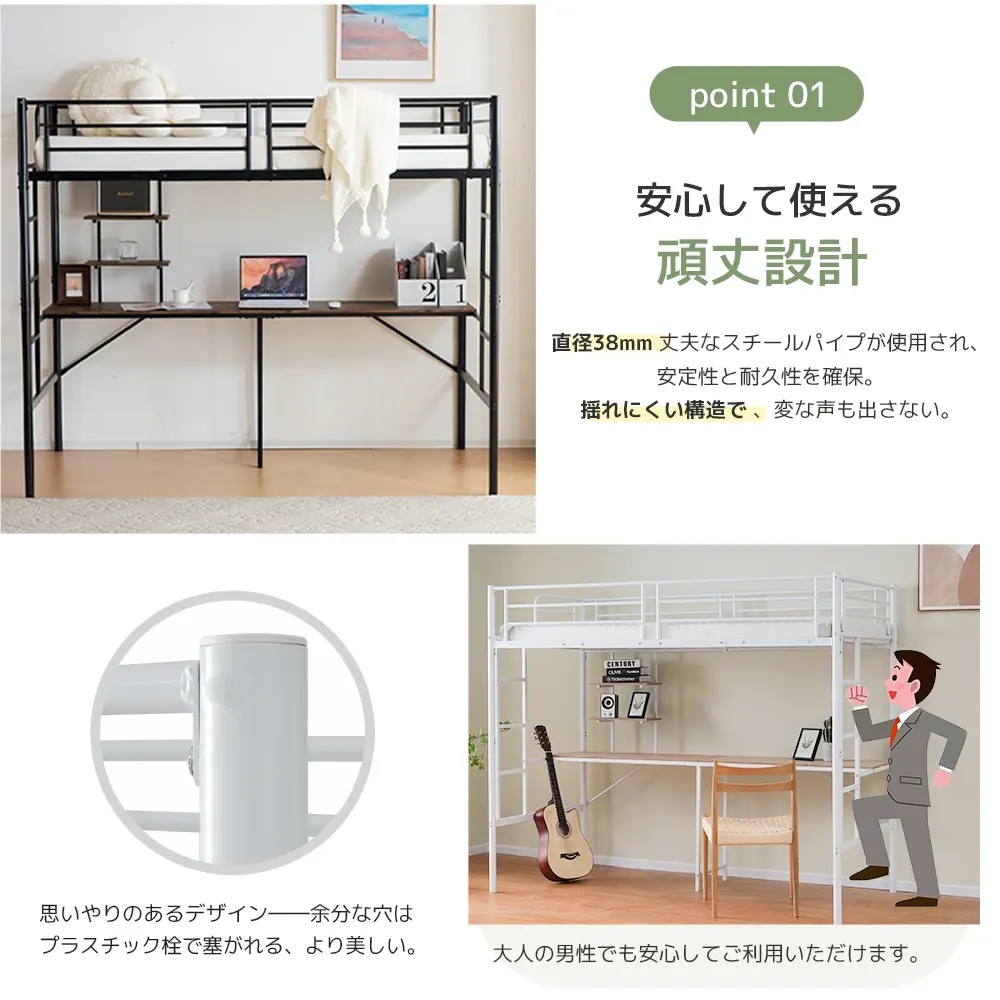 point 01
安心して使える
頑丈設計
直径38mm 丈夫なスチールパイプが使用され、
安定性と耐久性を確保。
揺れにくい構造で 、変な声も出さない。
2 1
CENTURY
思いやりのあるデザイン——余分な穴は
プラスチック栓で塞がれる、より美しい。
大人の男性でも安心してご利用いただけます。